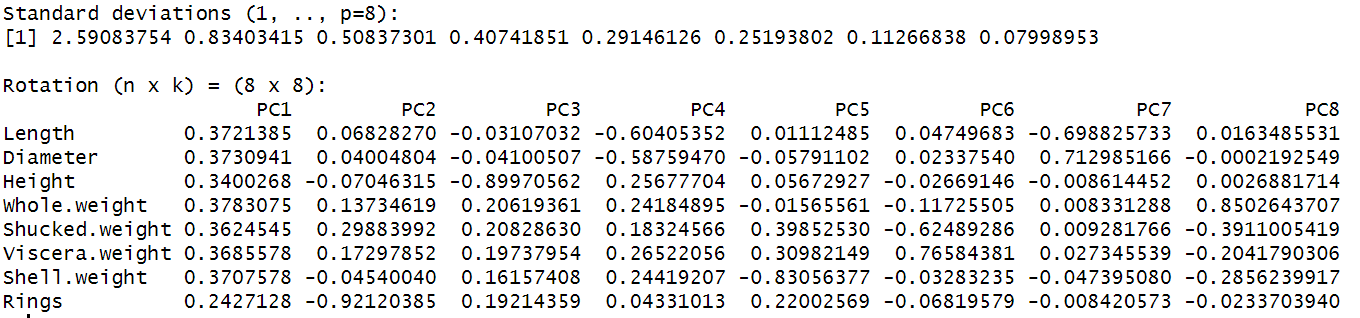 Standard deviations (1, .., p=8):
[1] 2.59083754 0.83403415 0.50837301 0.40741851 0.29146126 0.25193802 0.11266838 0.07998953
Rotation (n x k) = (8 x 8):
PC1 PC2 PC3 PC4 PC5 PC6 PC7 PC8
Length 0.3721385 0.06828270 -0.03107032 -0.60405352 0.01112485 0.04749683 -0.698825733 0.0163485531
Diameter 0.3730941 0.04004804 -0.04100507 -0.58759470 -0.05791102 0.02337540 0.712985166 -0.0002192549
Height 0.3400268 -0.07046315 -0.89970562 0.25677704 0.05672927 -0.02669146 -0.008614452 0.0026881714
Whole.weight 0.3783075 0.13734619 0.20619361 0.24184895 -0.01565561 -0.11725505 0.008331288 0.8502643707
Shucked.weight 0.3624545 0.29883992 0.20828630 0.18324566 0.39852530 -0.62489286 0.009281766 -0.3911005419
Viscera.weight 0.3685578 0.17297852 0.19737954 0.26522056 0.30982149 0.76584381 0.027345539 -0.2041790306
Shell.weight 0.3707578 -0.04540040 0.16157408 0.24419207 -0.83056377 -0.03283235 -0.047395080 -0.2856239917
Rings 0.2427128 -0.92120385 0.19214359 0.04331013 0.22002569 -0.06819579 -0.008420573 -0.0233703940